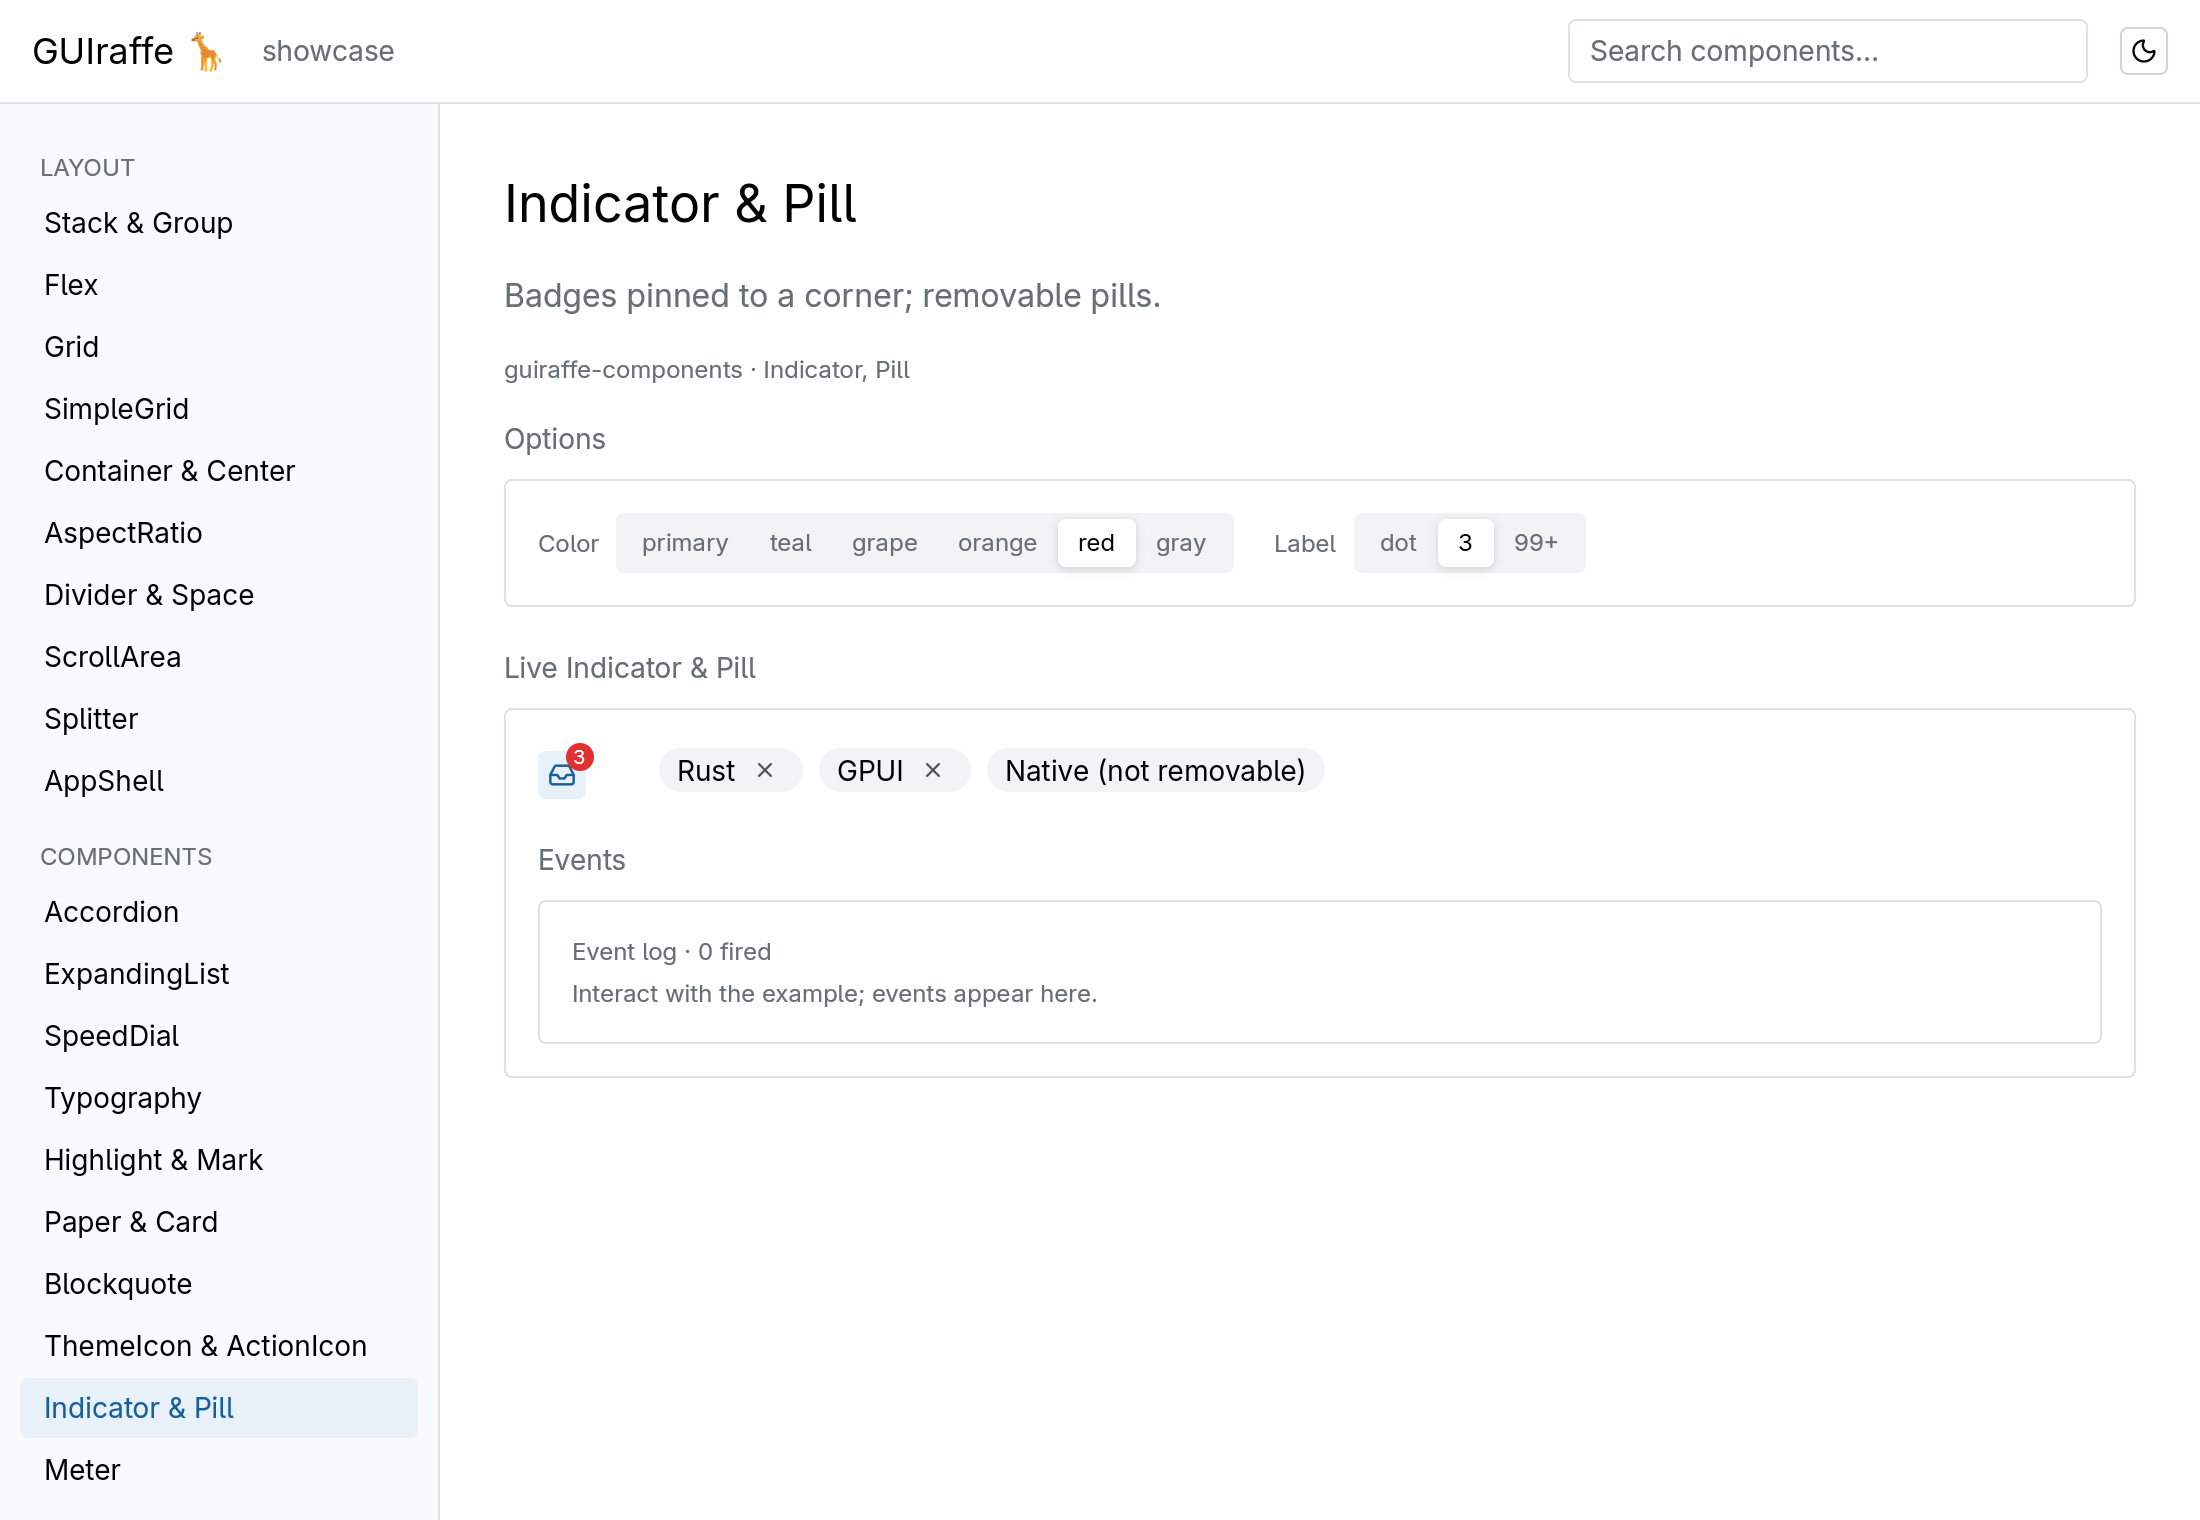 GUIraffe 🦒 showcase Search components...
LAYOUT
Stack & Group
Flex
Grid
SimpleGrid
Container & Center
AspectRatio
Divider & Space
ScrollArea
Splitter
AppShell
COMPONENTS
Accordion
ExpandingList
SpeedDial
Typography
Highlight & Mark
Paper & Card
Blockquote
ThemeIcon & ActionIcon
Indicator & Pill
Meter
Indicator & Pill
Badges pinned to a corner; removable pills.
guiraffe-components · Indicator, Pill
Options
Color primary teal grape orange red gray Label dot 3 99+
Live Indicator & Pill
3 Rust × GPUI × Native (not removable)
Events
Event log · 0 fired
Interact with the example; events appear here.